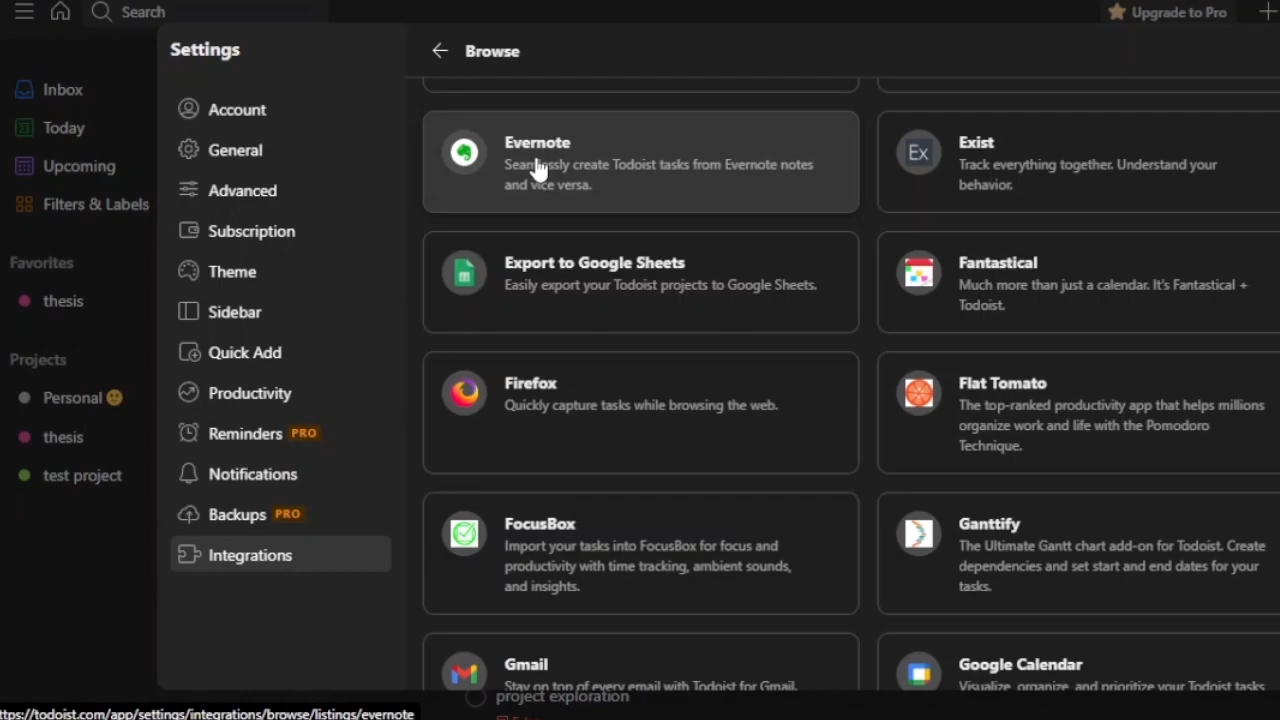 Search
Upgrade to Pro
Inbox
Today
Upcoming
Filters & Labels
Favorites
thesis
Projects
Personal
thesis
test project
Settings
Account
General
Advanced
Subscription
Theme
Sidebar
Quick Add
Productivity
Reminders PRO
Notifications
Backups PRO
Integrations
Browse
Evernote
Seamlessly create Todoist tasks from Evernote notes
and vice versa.
Exist
Ex
Track everything together. Understand your
behavior.
Export to Google Sheets
Easily export your Todoist projects to Google Sheets.
Fantastical
Much more than just a calendar. It's Fantastical +
Todoist.
Firefox
Quickly capture tasks while browsing the web.
Flat Tomato
The top-ranked productivity app that helps millions
organize work and life with the Pomodoro
Technique.
FocusBox
Import your tasks into FocusBox for focus and
productivity with time tracking, ambient sounds,
and insights.
Ganttify
The Ultimate Gantt chart add-on for Todoist. Create
dependencies and set start and end dates for your
tasks.
Gmail
Stay on top of every email with Todoist for Gmail.
Google Calendar
Visualize, organize, and prioritize your Todoist tasks
project exploration
ttps://todoist.com/app/settings/integrations/browse/listings/evernote